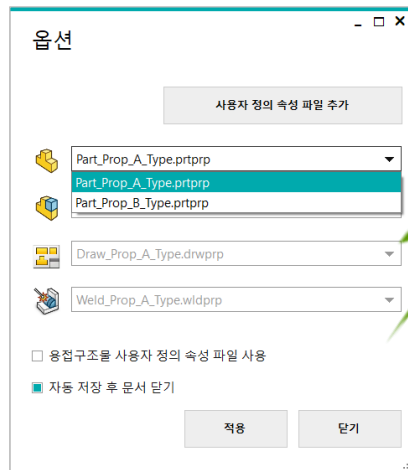 옵션
사용자 정의 속성 파일 추가
Part_Prop_A_Type.prtprp
Part_Prop_A_Type.prtprp
Part_Prop_B_Type.prtprp
Draw_Prop_A_Type.drwprp
Weld_Prop_A_Type.wldprp
용접구조물 사용자 정의 속성 파일 사용
자동 저장 후 문서 닫기
적용 닫기